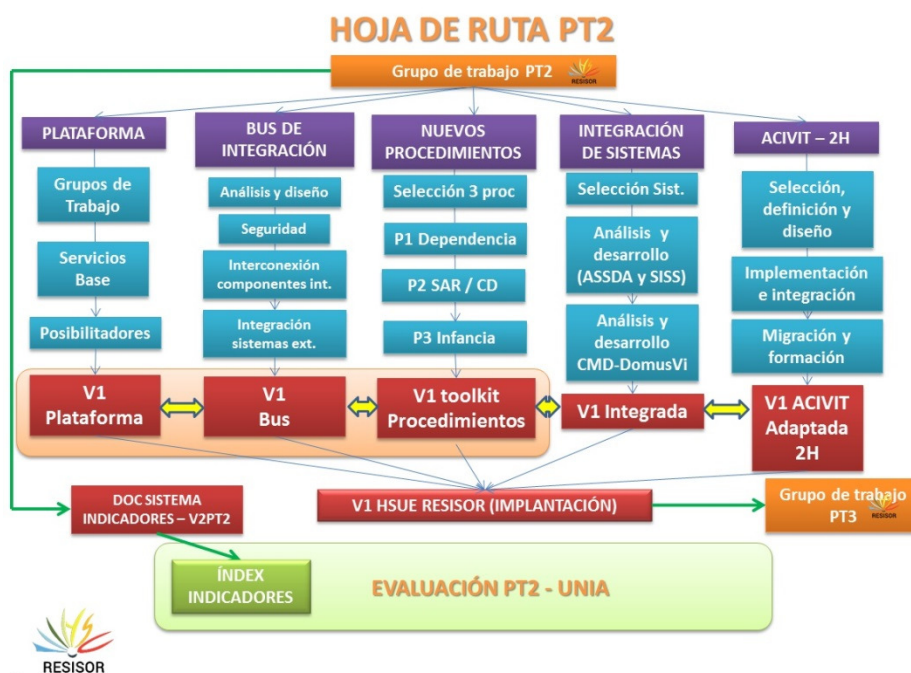 HOJA DE RUTA PT2
Grupo de trabajo PT2
RESISOR
PLATAFORMA
Grupos de
Trabajo
Servicios
Base
Posibilitadores
V1
Plataforma
BUS DE
INTEGRACIÓN
Análisis y diseño
Seguridad
Interconexión
componentes int.
Integración
sistemas ext.
V1
Bus
NUEVOS
PROCEDIMIENTOS
Selección 3 proc
P1 Dependencia
P2 SAR / CD
P3 Infancia
V1 toolkit
Procedimientos
INTEGRACIÓN
DE SISTEMAS
Selección Sist.
Análisis y
desarrollo
(ASSDA y SISS)
Análisis y
desarrollo
CMD-DomusVi
V1 Integrada
ACIVIT – 2H
Selección,
definición y
diseño
Implementación
e integración
Migración y
formación
V1 ACIVIT
Adaptada
2H
DOC SISTEMA
INDICADORES – V2PT2
V1 HSUE RESISOR (IMPLANTACIÓN)
Grupo de trabajo
PT3
RESISOR
ÍNDEX
INDICADORES
EVALUACIÓN PT2 - UNIA
RESISOR